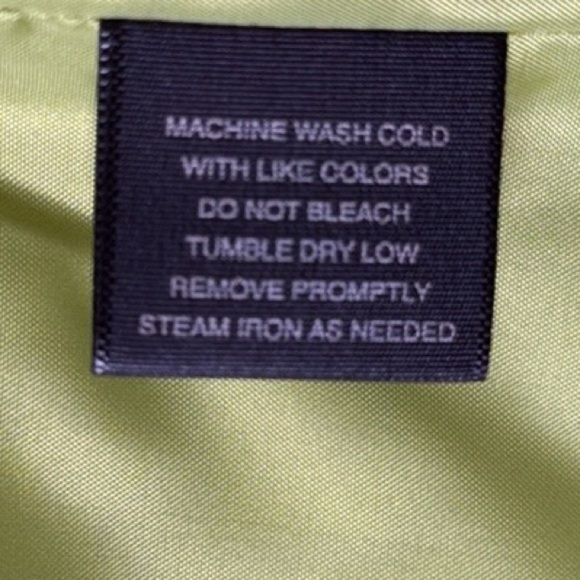 MACHINE WASH COLD
WITH LIKE COLORS
DO NOT BLEACH
TUMBLE DRY LOW
REMOVE PROMPTLY
STEAM IRON AS NEEDED